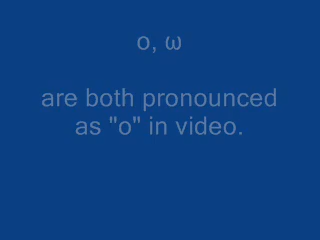 ο, ω
are both pronounced
as "o" in video.